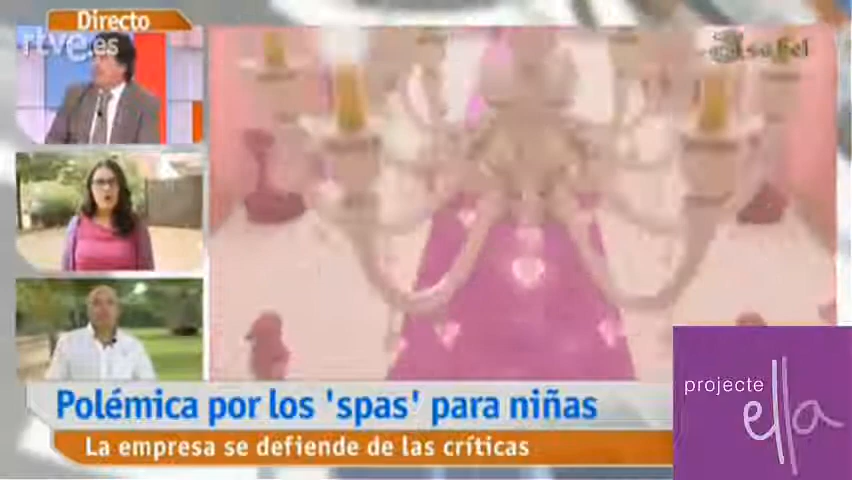 Directo
rtve.es
Polémica por los 'spas' para niñas
La empresa se defiende de las críticas
projecte
ella